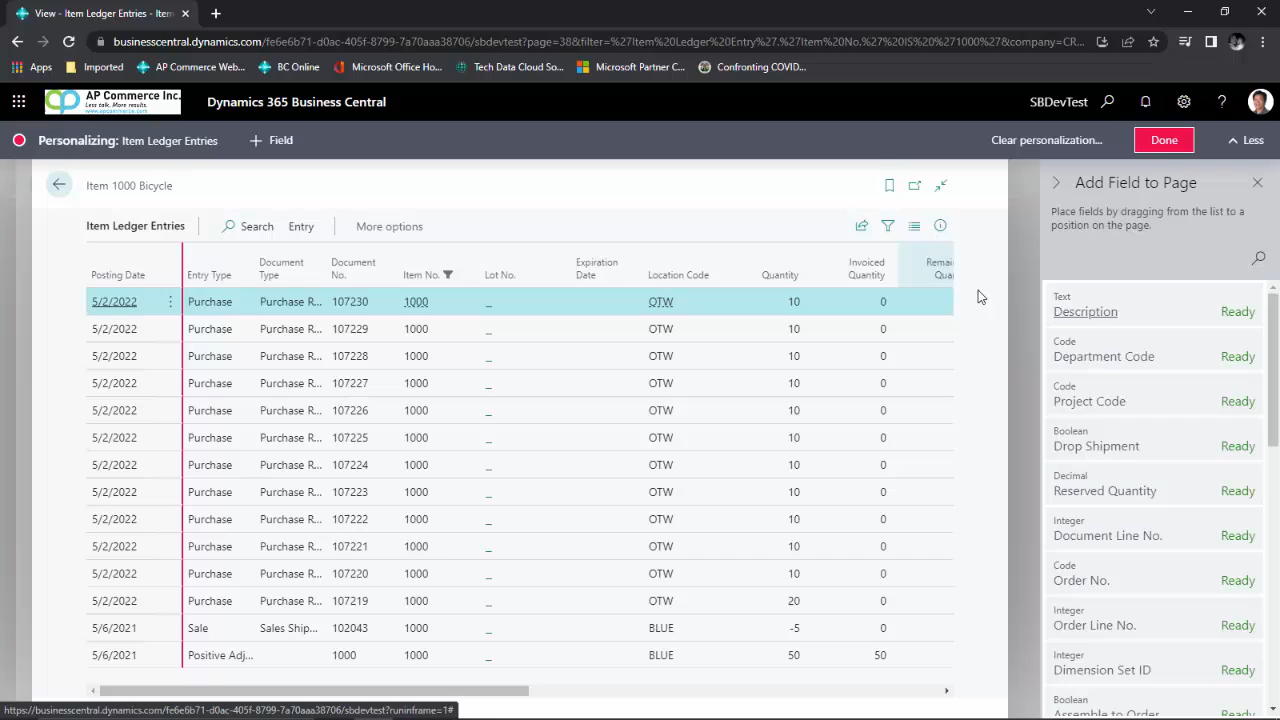 View - Item Ledger Entries - Item
businesscentral.dynamics.com/fe6e6b71-d0ac-405f-8799-7a70aaa38706/sbdevtest?page=38&filter=%27Item%20Ledger%20Entry%27.%27Item%20No.%27%20IS%20%271000%27&company=CR...
Apps Imported AP Commerce Web... BC Online Microsoft Office Ho... Tech Data Cloud So... Microsoft Partner C... Confronting COVID...
AP Commerce Inc.
Less talk. More results.
www.apcommerce.com
Dynamics 365 Business Central
SBDevTest
Personalizing: Item Ledger Entries + Field Clear personalization... Done Less
Item 1000 Bicycle
Item Ledger Entries Search Entry More options
Posting Date Entry Type Document Type Document No. Item No. Lot No. Expiration Date Location Code Quantity Invoiced Quantity Remai Qua
5/2/2022 Purchase Purchase R... 107230 1000 _ OTW 10 0
5/2/2022 Purchase Purchase R... 107229 1000 _ OTW 10 0
5/2/2022 Purchase Purchase R... 107228 1000 _ OTW 10 0
5/2/2022 Purchase Purchase R... 107227 1000 _ OTW 10 0
5/2/2022 Purchase Purchase R... 107226 1000 _ OTW 10 0
5/2/2022 Purchase Purchase R... 107225 1000 _ OTW 10 0
5/2/2022 Purchase Purchase R... 107224 1000 _ OTW 10 0
5/2/2022 Purchase Purchase R... 107223 1000 _ OTW 10 0
5/2/2022 Purchase Purchase R... 107222 1000 _ OTW 10 0
5/2/2022 Purchase Purchase R... 107221 1000 _ OTW 10 0
5/2/2022 Purchase Purchase R... 107220 1000 _ OTW 10 0
5/2/2022 Purchase Purchase R... 107219 1000 _ OTW 20 0
5/6/2021 Sale Sales Ship... 102043 1000 _ BLUE -5 0
5/6/2021 Positive Adj... 1000 1000 _ BLUE 50 50
Add Field to Page
Place fields by dragging from the list to a
position on the page.
Text
Description Ready
Code
Department Code Ready
Code
Project Code Ready
Boolean
Drop Shipment Ready
Decimal
Reserved Quantity Ready
Integer
Document Line No. Ready
Code
Order No. Ready
Integer
Order Line No. Ready
Integer
Dimension Set ID Ready
Boolean
Assemble to Order Ready
https://businesscentral.dynamics.com/fe6e6b71-d0ac-405f-8799-7a70aaa38706/sbdevtest?runinframe=1#